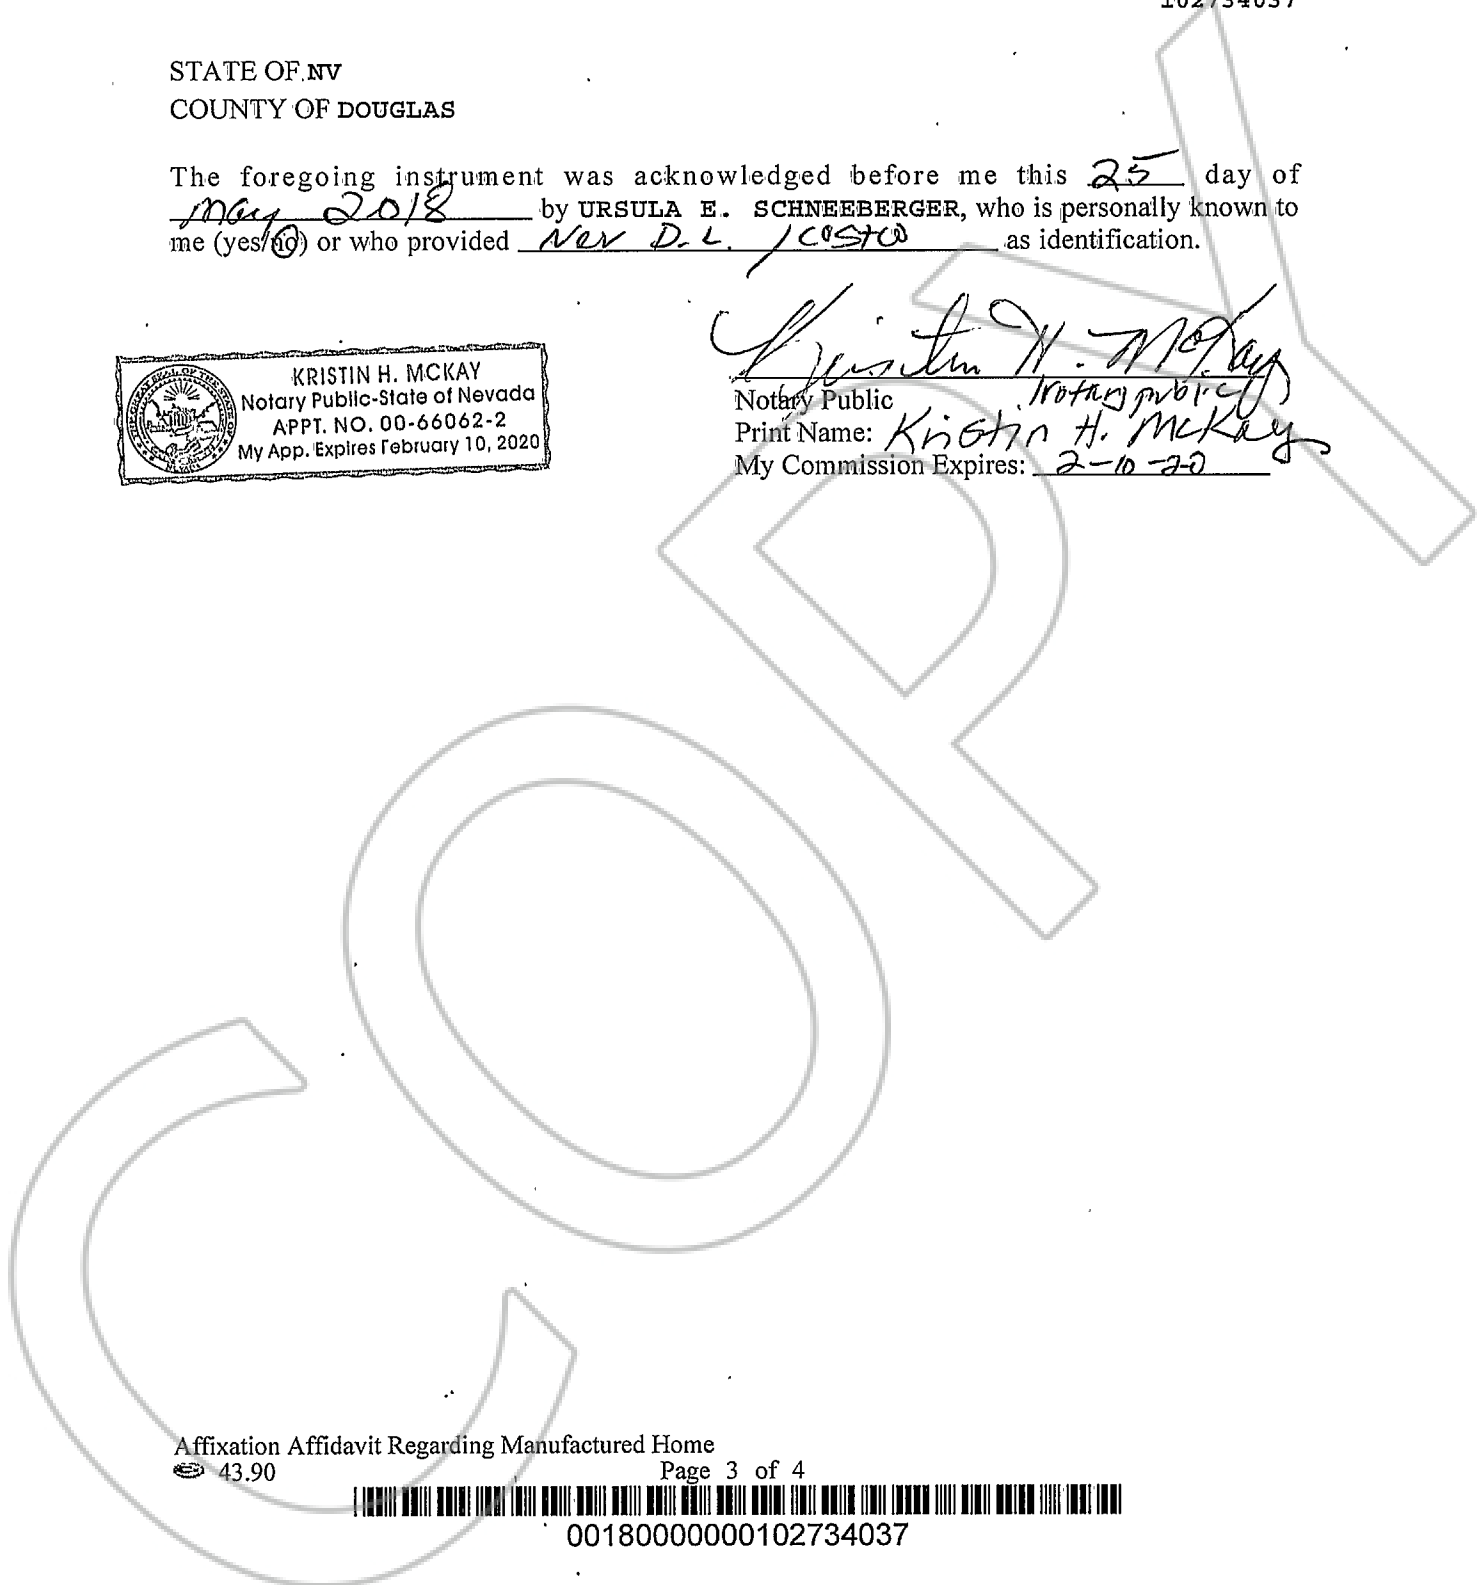 102734037
STATE OF NV
COUNTY OF DOUGLAS
The foregoing instrument was acknowledged before me this 25 day of
May 2018 by URSULA E. SCHNEEBERGER, who is personally known to
me (yes/no) or who provided Nev D.L. / Costco as identification.
Kristin H. McKay
KRISTIN H. MCKAY
Notary Public-State of Nevada
APPT. NO. 00-66062-2
My App. Expires February 10, 2020
Notary Public Notary public
Print Name: Kristin H. McKay
My Commission Expires: 2-10-20
COPY
Affixation Affidavit Regarding Manufactured Home
43.90 Page 3 of 4
00180000000102734037